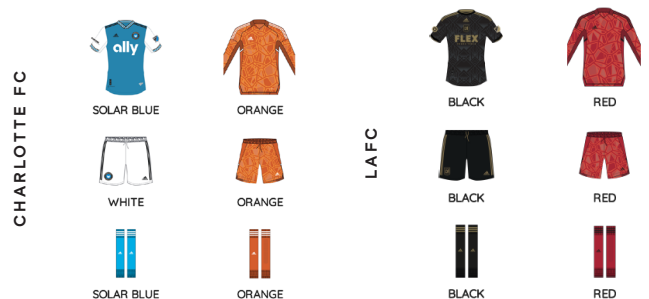 CHARLOTTE FC
ally
SOLAR BLUE
ORANGE
WHITE
ORANGE
SOLAR BLUE
ORANGE
LAFC
FLEX
BLACK
RED
BLACK
RED
BLACK
RED